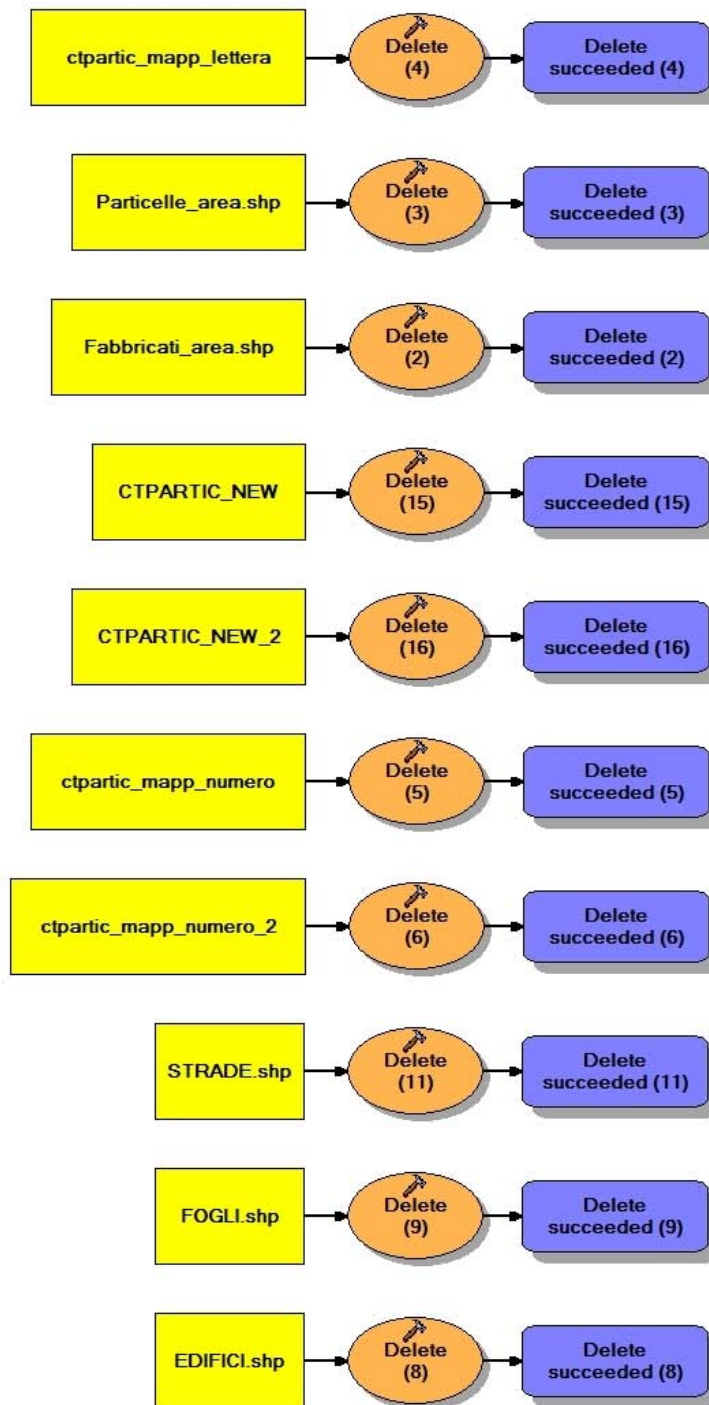 ctpartic_mapp_lettera
Delete
(4)
Delete
succeeded (4)
Particelle_area.shp
Delete
(3)
Delete
succeeded (3)
Fabbricati_area.shp
Delete
(2)
Delete
succeeded (2)
CTPARTIC_NEW
Delete
(15)
Delete
succeeded (15)
CTPARTIC_NEW_2
Delete
(16)
Delete
succeeded (16)
ctpartic_mapp_numero
Delete
(5)
Delete
succeeded (5)
ctpartic_mapp_numero_2
Delete
(6)
Delete
succeeded (6)
STRADE.shp
Delete
(11)
Delete
succeeded (11)
FOGLI.shp
Delete
(9)
Delete
succeeded (9)
EDIFICI.shp
Delete
(8)
Delete
succeeded (8)